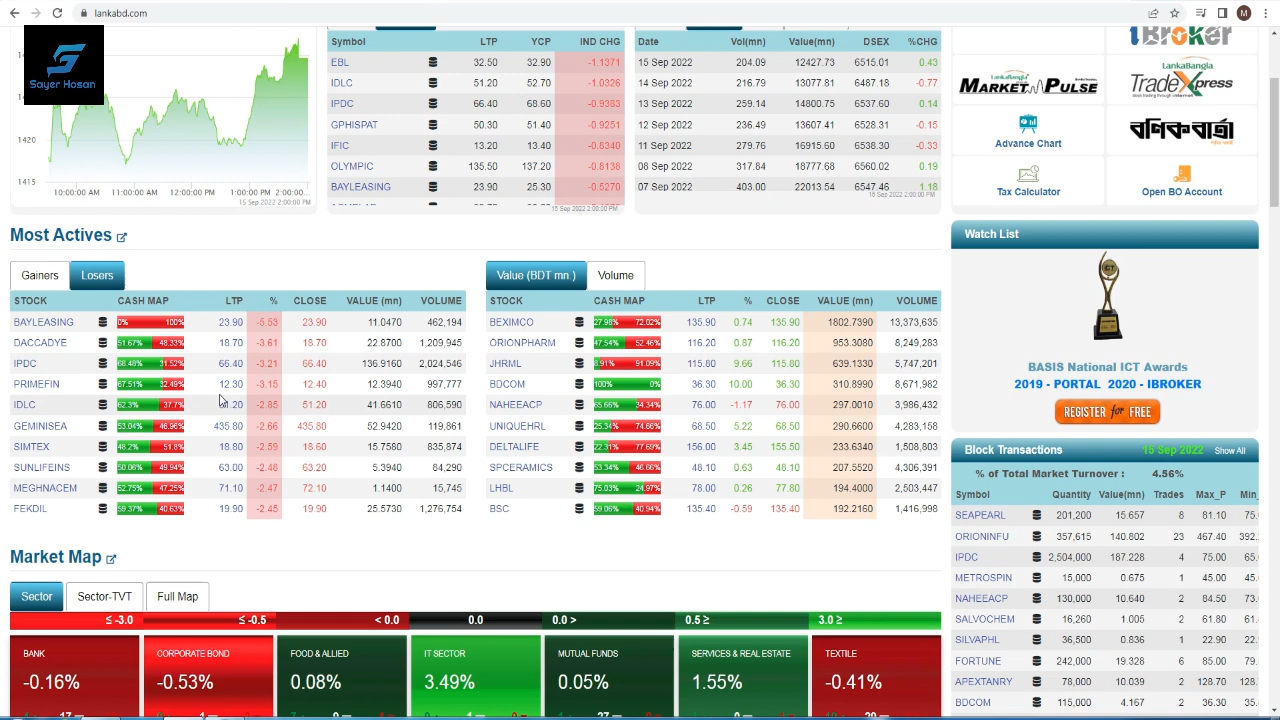 lankabd.com
M
S
Sayer Hosan
1420
1415
10:00:00 AM 11:00:00 AM 12:00:00 PM 1:00:00 PM 2:00:00...
15 Sep 2022 2:00:00 PM
Symbol LTP YCP IND CHG
EBL 32.50 32.90 -1.1371
IDLC 52.70 -1.0326
IPDC 66.40 68.60 -0.9383
GPHISPAT 50.30 51.40 -0.9251
IFIC 13.20 13.40 -0.8340
OLYMPIC 135.50 137.20 -0.8138
BAYLEASING 23.90 25.30 -0.5270
15 Sep 2022 2:00:00 PM
Date Vol(mn) Value(mn) DSEX %CHG
15 Sep 2022 204.09 12427.73 6515.01 0.43
14 Sep 2022 13077.81 6487.18 -0.77
13 Sep 2022 259.14 14800.75 6537.60 0.14
12 Sep 2022 236.49 13607.41 6528.31 -0.15
11 Sep 2022 279.76 16915.60 6538.30 -0.33
08 Sep 2022 317.84 18777.68 6560.02 0.19
07 Sep 2022 403.00 22013.54 6547.46 1.18
15 Sep 2022 2:00:00 PM
iBroker
LankaBangla
MARKET PULSE
LankaBangla
TradeXpress
Advance Chart
বণিক বার্তা
Tax Calculator
Open BO Account
Most Actives
Gainers Losers
STOCK CASH MAP LTP % CLOSE VALUE (mn) VOLUME
BAYLEASING 0% 100% 23.90 -5.53 23.90 11.0470 462,194
DACCADYE 51.67% 48.33% 18.70 -3.61 18.70 22.8710 1,209,945
IPDC 68.48% 31.52% 66.40 -3.21 66.40 136.9160 2,024,546
PRIMEFIN 67.51% 32.49% 12.30 -3.15 12.40 12.3940 997,777
IDLC 62.3% 37.7% -2.85 51.20 41.6610 806,590
GEMINISEA 53.04% 46.96% 435.80 -2.66 435.80 52.9420 119,801
SIMTEX 48.2% 51.8% 18.80 -2.59 18.60 15.7580 835,874
SUNLIFEINS 50.06% 49.94% 63.00 -2.48 63.20 5.3940 84,290
MEGHNACEM 52.75% 47.25% 71.10 -2.47 72.10 1.1400 15,745
FEKDIL 59.37% 40.63% 19.90 -2.45 19.90 25.5730 1,276,754
Value (BDT mn.) Volume
STOCK CASH MAP LTP % CLOSE VALUE (mn) VOLUME
BEXIMCO 27.98% 72.02% 135.90 0.74 135.90 1802.7390 13,373,635
ORIONPHARM 47.54% 52.46% 116.20 0.87 116.20 953.3080 8,249,283
JHRML 8.91% 91.09% 115.80 9.66 115.80 5,747,201
BDCOM 100% 0% 36.30 10.00 36.30 8,671,982
NAHEEACP 65.66% 34.34% 76.00 -1.17 76.00 3,986,432
UNIQUEHRL 25.34% 74.66% 68.50 5.22 68.50 290.6600 4,283,158
DELTALIFE 22.31% 77.69% 156.00 3.45 155.50 1,508,803
SPCERAMICS 53.34% 46.66% 48.10 0.63 48.10 207.5520 4,306,391
LHBL 75.03% 24.97% 78.00 0.26 77.80 2,503,447
BSC 59.06% 40.94% 135.40 -0.59 135.40 192.2160 1,416,998
Watch List
ICT
BASIS National ICT Awards
2019 - PORTAL 2020 - IBROKER
REGISTER for FREE
Block Transactions 15 Sep 2022 Show All
% of Total Market Turnover : 4.56%
Symbol Quantity Value(mn) Trades Max_P Min_
SEAPEARL 201,200 15.657 8 81.10 75.
ORIONINFU 357,615 140.802 23 467.40 392.
IPDC 2,504,000 187.228 4 75.00 65.
METROSPIN 15,000 0.675 1 45.00 45.
NAHEEACP 130,000 10.640 2 84.50 73.
SALVOCHEM 16,260 1.005 2 61.80 61.
SILVAPHL 36,500 0.836 1 22.90 22.
FORTUNE 242,000 19.328 6 85.00 75.
APEXTANRY 78,000 10.039 2 128.70 128.
BDCOM 115,000 4.167 2 36.30 35.
Market Map
Sector Sector-TVT Full Map
≤ -3.0 ≤ -0.5 < 0.0 0.0 0.0 > 0.5 ≥ 3.0 ≥
BANK CORPORATE BOND FOOD & ALLIED IT SECTOR MUTUAL FUNDS SERVICES & REAL ESTATE TEXTILE
-0.16% -0.53% 0.08% 3.49% 0.05% 1.55% -0.41%